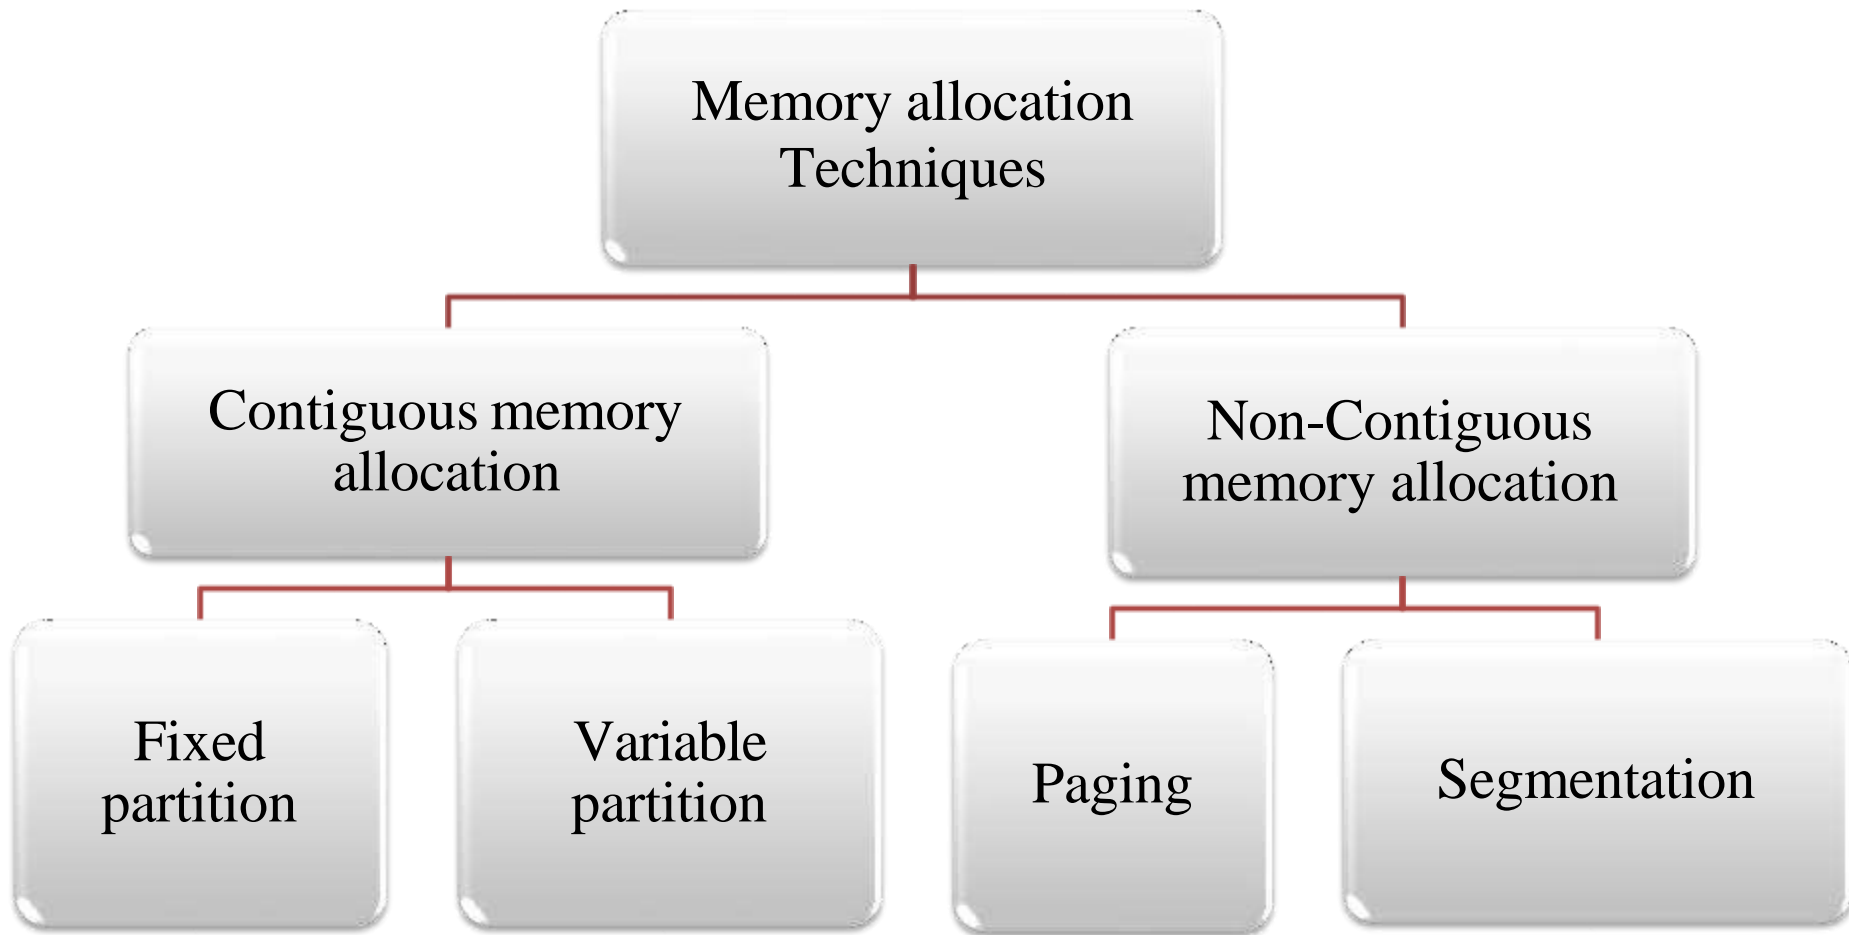 Memory allocation
Techniques
Contiguous memory
allocation
Non-Contiguous
memory allocation
Fixed
partition
Variable
partition
Paging
Segmentation